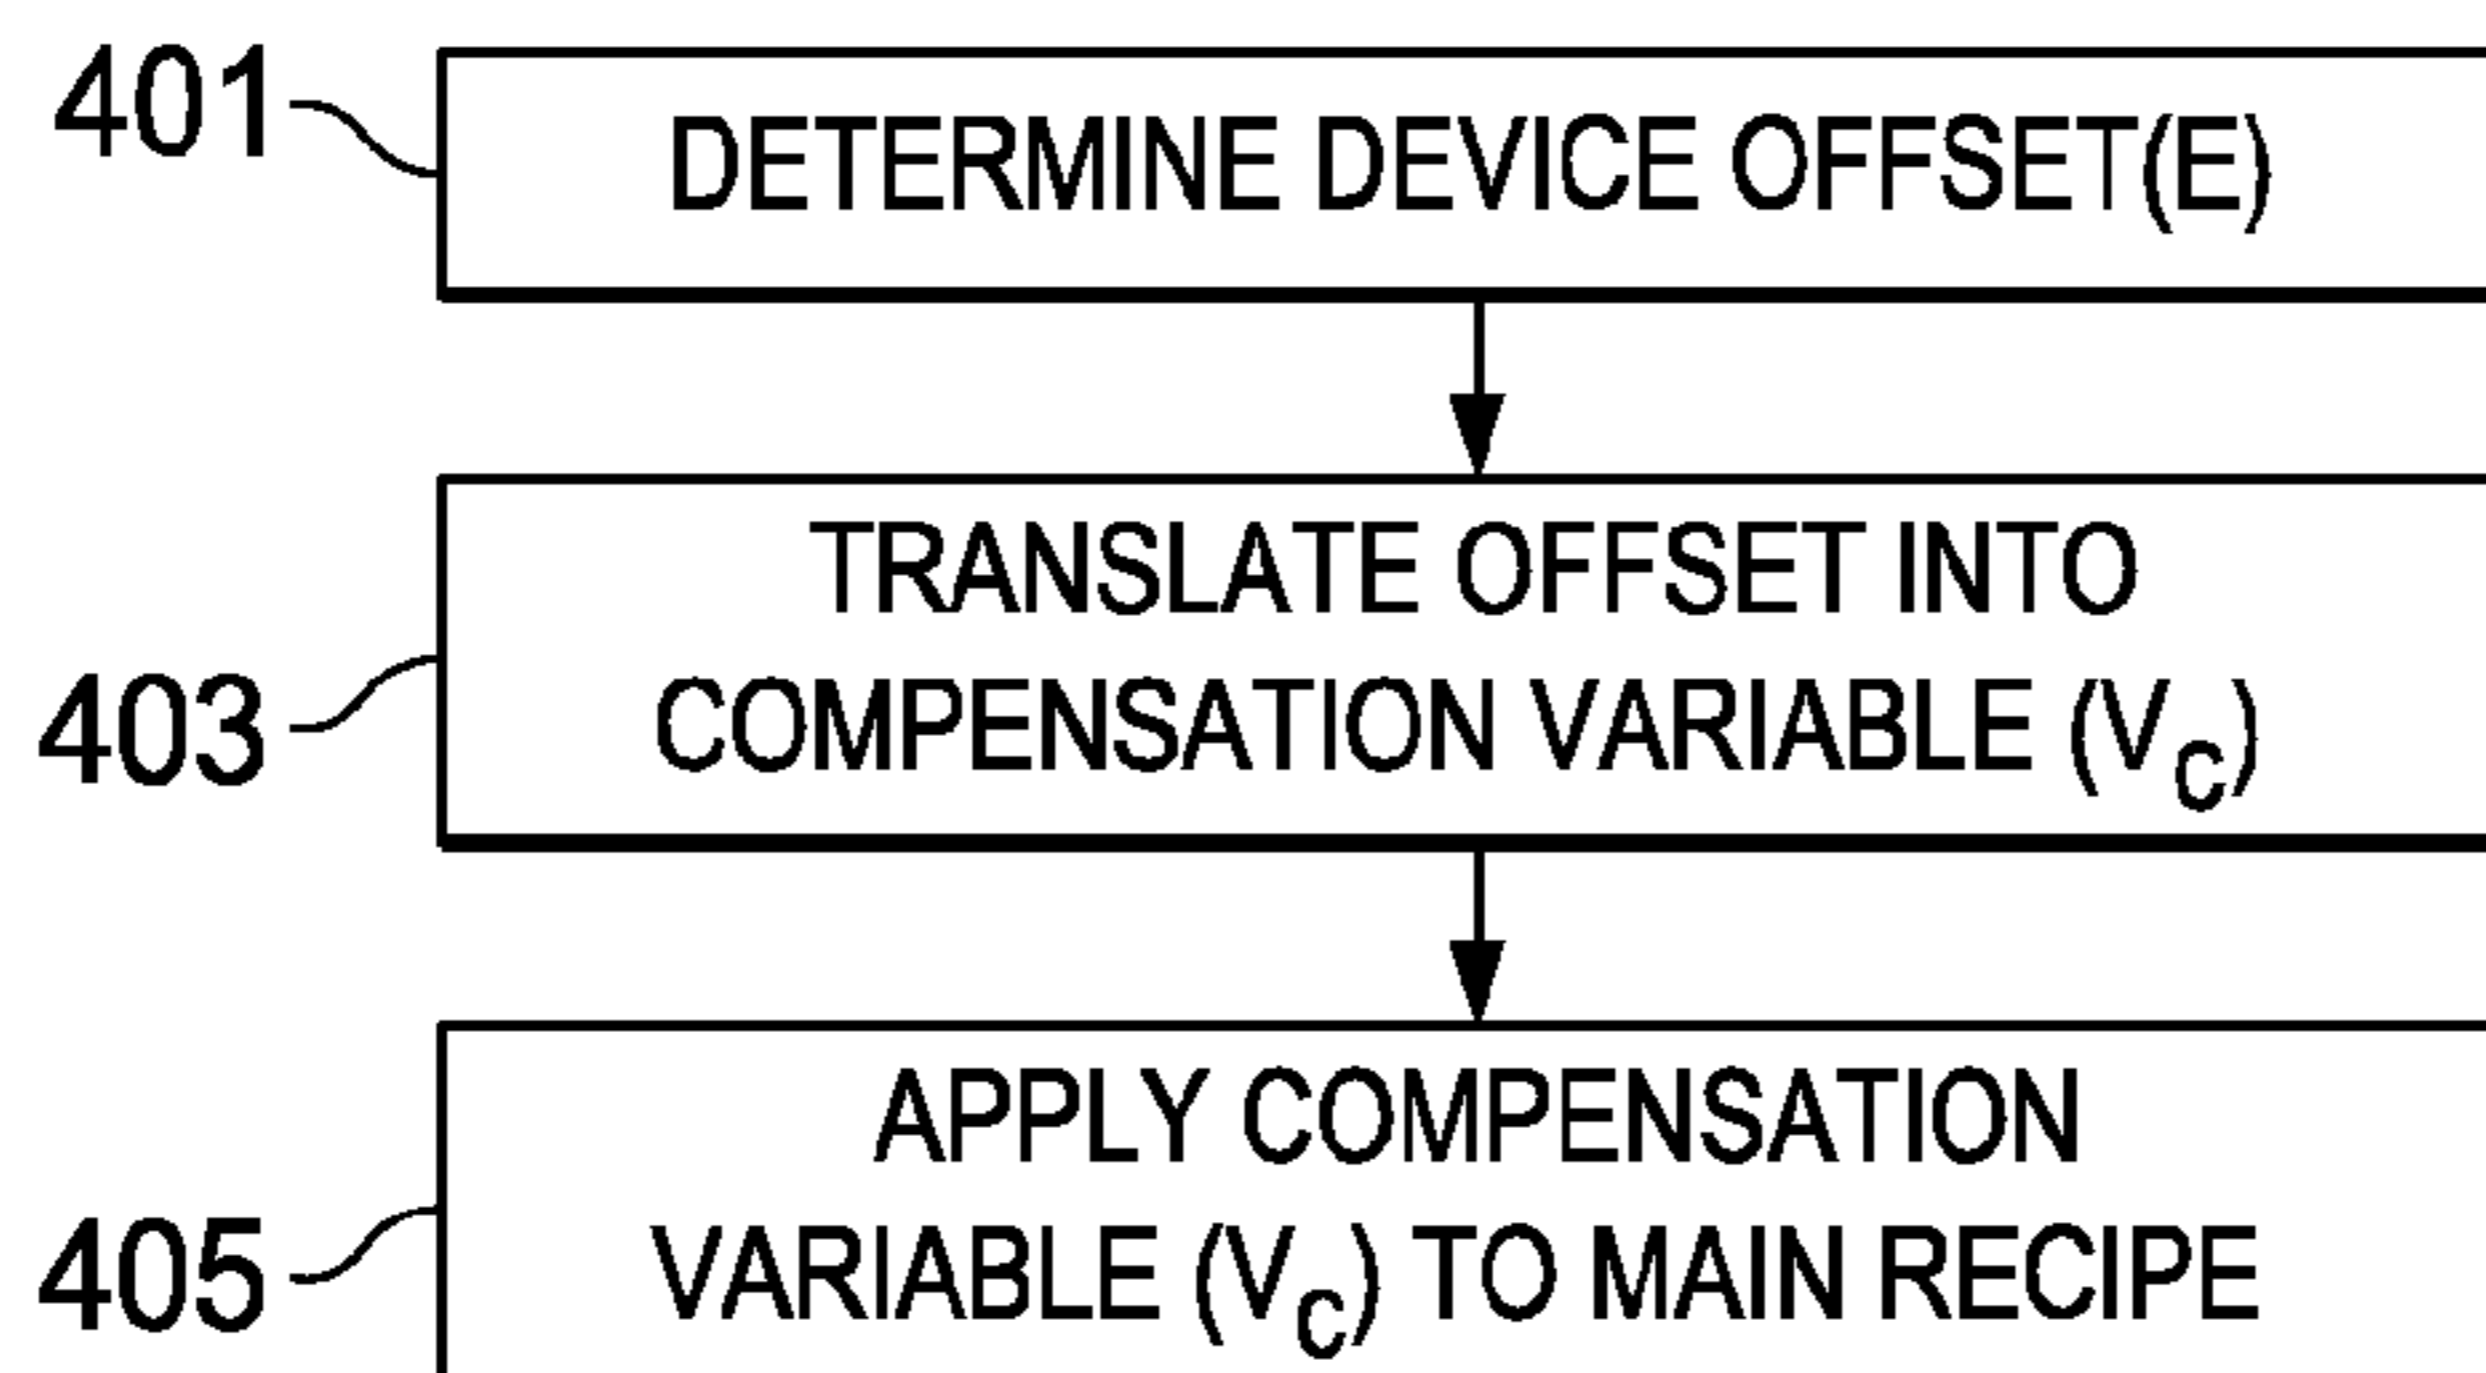 401
DETERMINE DEVICE OFFSET(E)
TRANSLATE OFFSET INTO
403
COMPENSATION VARIABLE (Vc)
APPLY COMPENSATION
405
VARIABLE (Vc) TO MAIN RECIPE